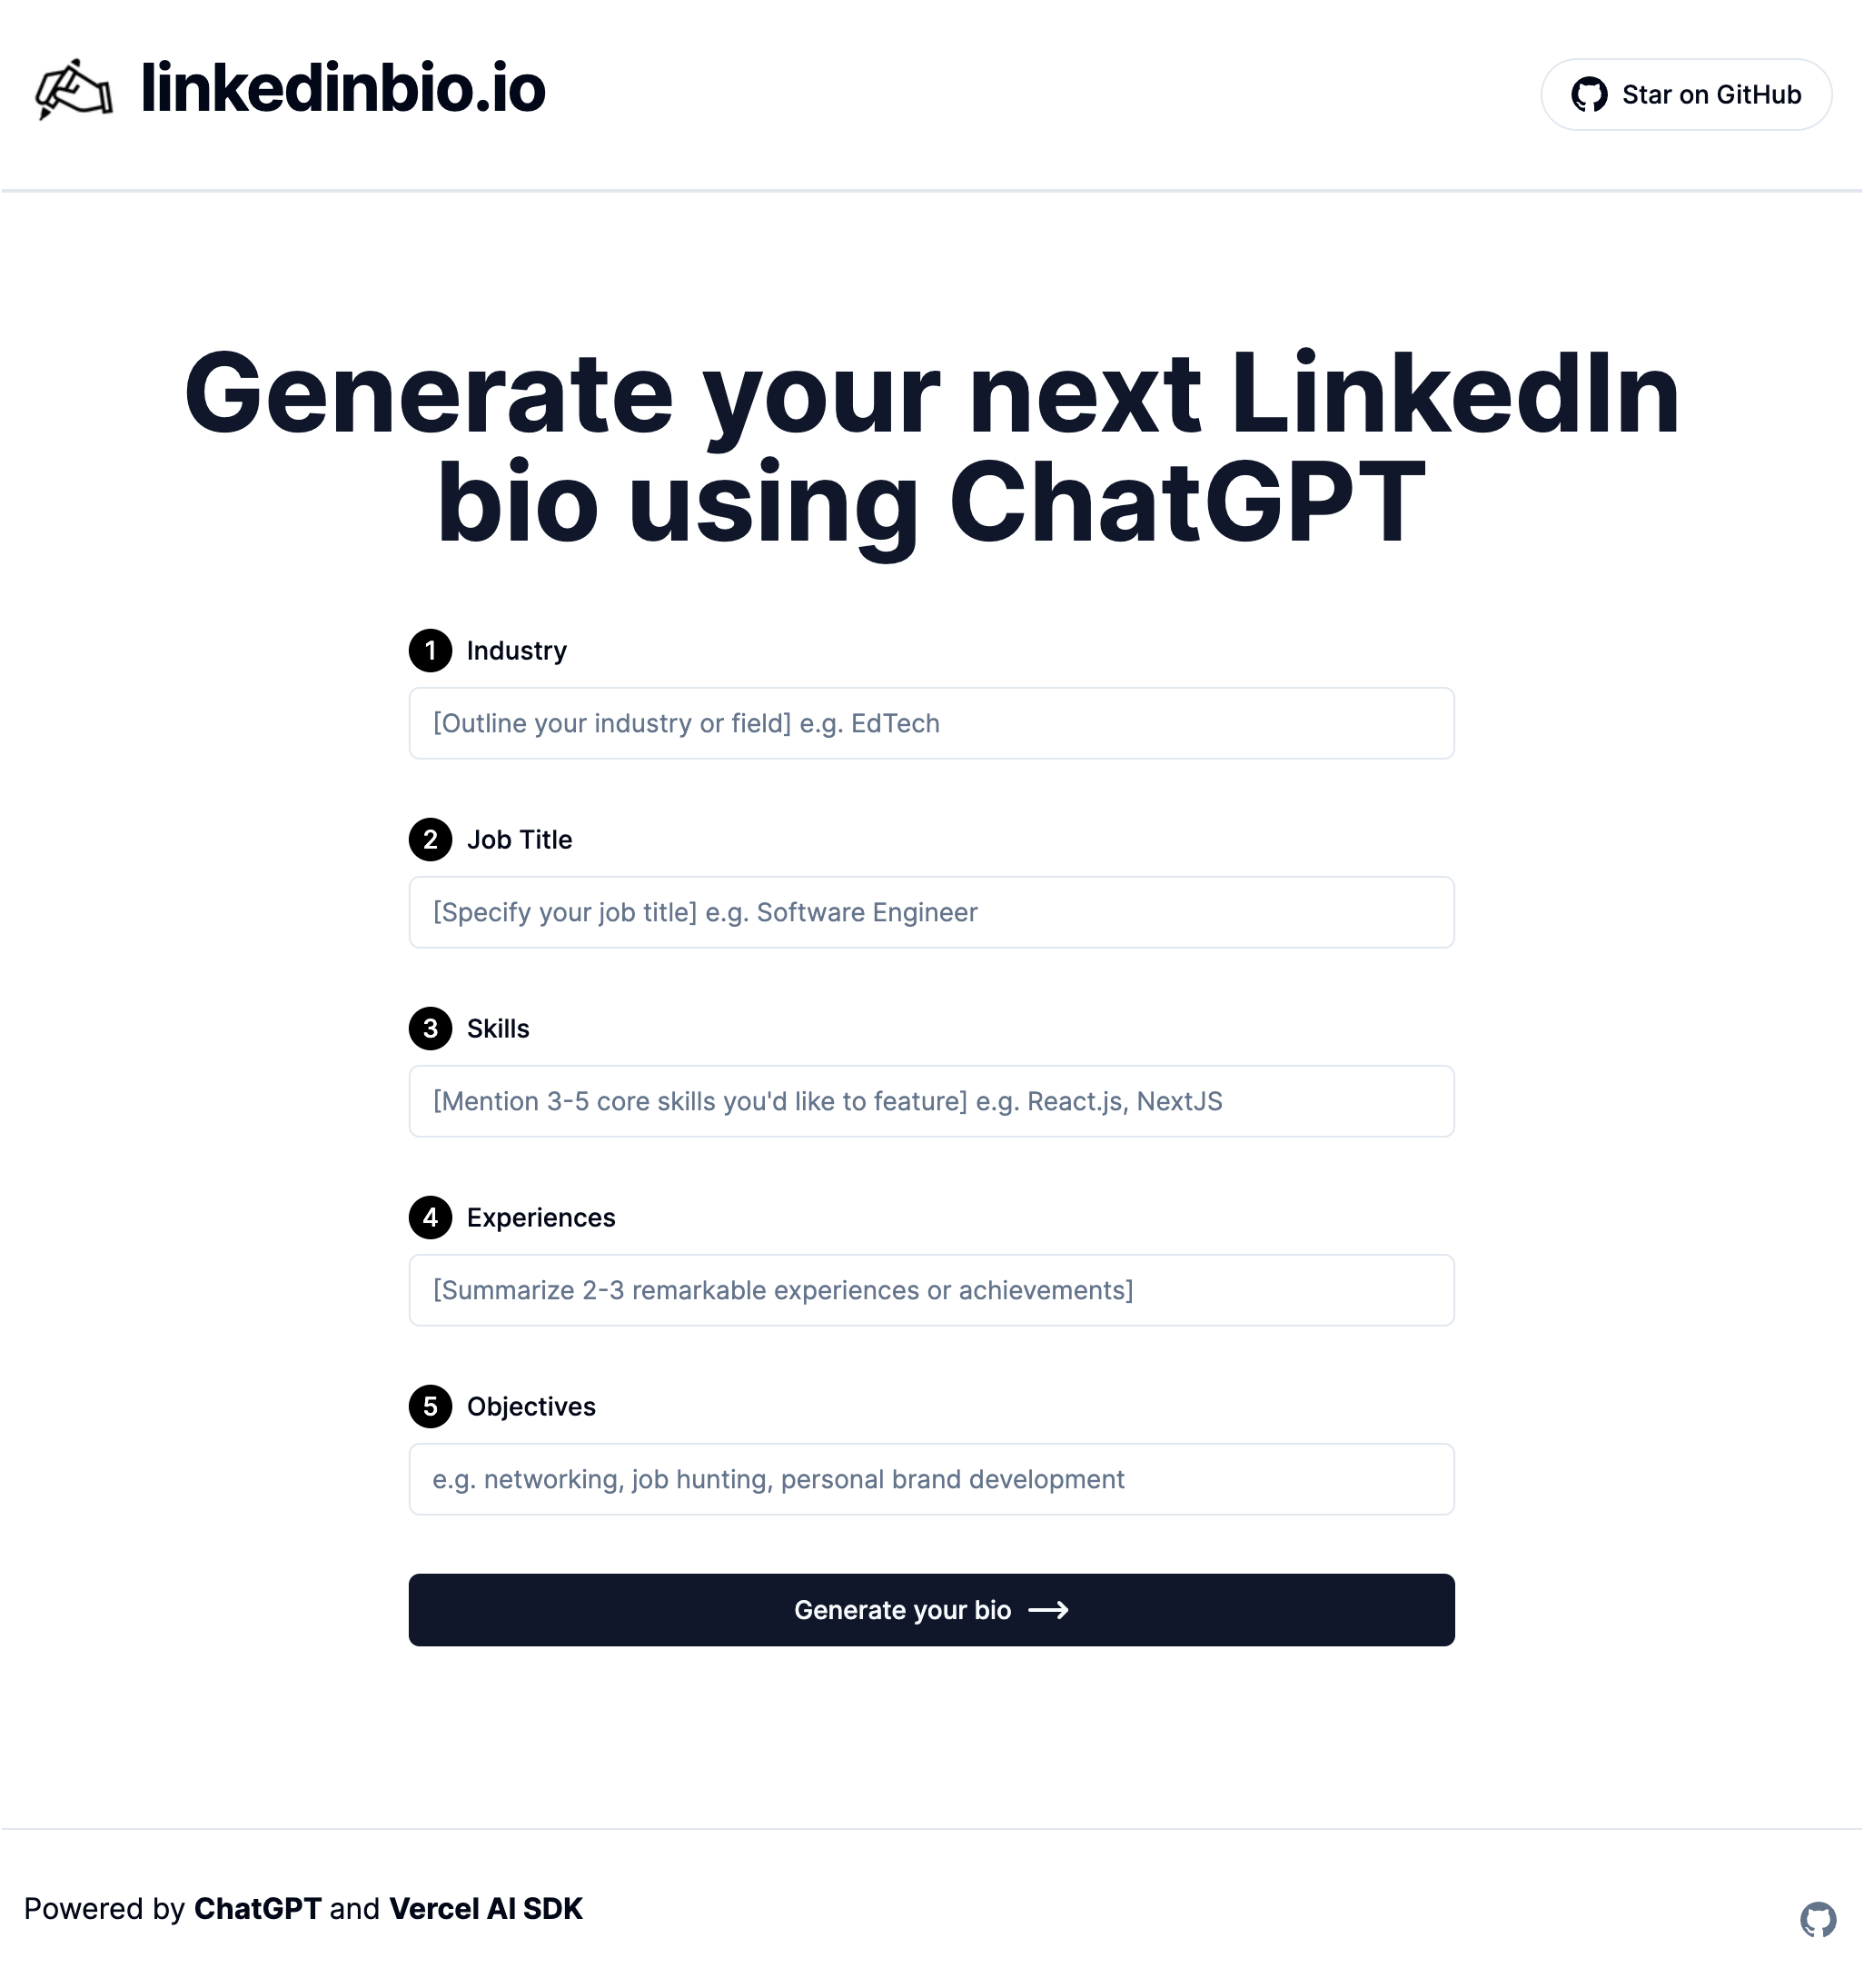 linkedinbio.io
Star on GitHub
Generate your next LinkedIn
bio using ChatGPT
1 Industry
[Outline your industry or field] e.g. EdTech
2 Job Title
[Specify your job title] e.g. Software Engineer
3 Skills
[Mention 3-5 core skills you'd like to feature] e.g. React.js, NextJS
4 Experiences
[Summarize 2-3 remarkable experiences or achievements]
5 Objectives
e.g. networking, job hunting, personal brand development
Generate your bio
Powered by ChatGPT and Vercel AI SDK